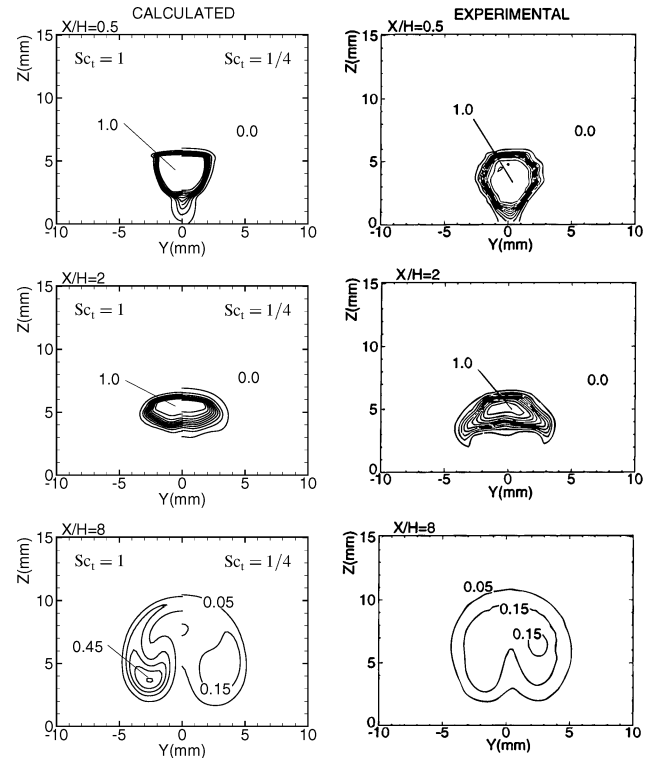 CALCULATED
EXPERIMENTAL
X/H=0.5
Z(mm)
15
10
5
0
Sc_t = 1
Sc_t = 1/4
1.0
0.0
-10
-5
0
5
10
Y(mm)
X/H=0.5
Z(mm)
15
10
5
0
1.0
0.0
-10
-5
0
5
10
Y(mm)
X/H=2
Z(mm)
15
10
5
0
Sc_t = 1
Sc_t = 1/4
1.0
0.0
-10
-5
0
5
10
Y(mm)
X/H=2
Z(mm)
15
10
5
0
1.0
0.0
-10
-5
0
5
10
Y(mm)
X/H=8
Z(mm)
15
10
5
0
Sc_t = 1
Sc_t = 1/4
0.05
0.45
0.15
-10
-5
0
5
10
Y(mm)
X/H=8
Z(mm)
15
10
5
0
0.05
0.15
0.15
-10
-5
0
5
10
Y(mm)